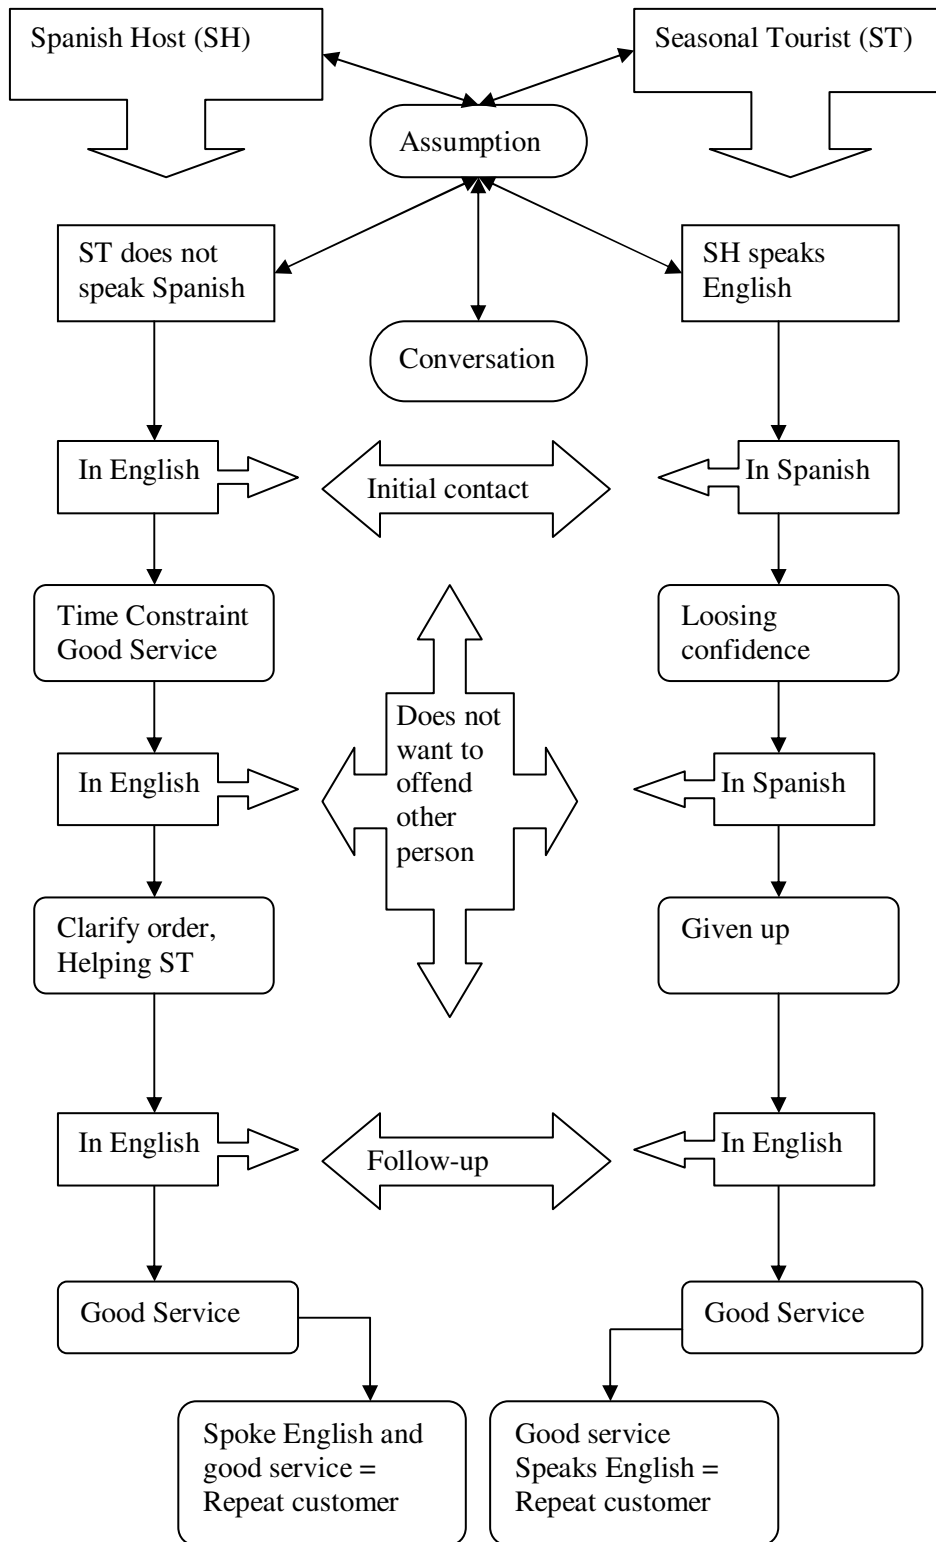 Spanish Host (SH)
Seasonal Tourist (ST)
Assumption
ST does not
speak Spanish
SH speaks
English
Conversation
In English
Initial contact
In Spanish
Time Constraint
Good Service
Loosing
confidence
Does not
want to
offend
other
person
In English
In Spanish
Clarify order,
Helping ST
Given up
In English
Follow-up
In English
Good Service
Good Service
Spoke English and
good service =
Repeat customer
Good service
Speaks English =
Repeat customer